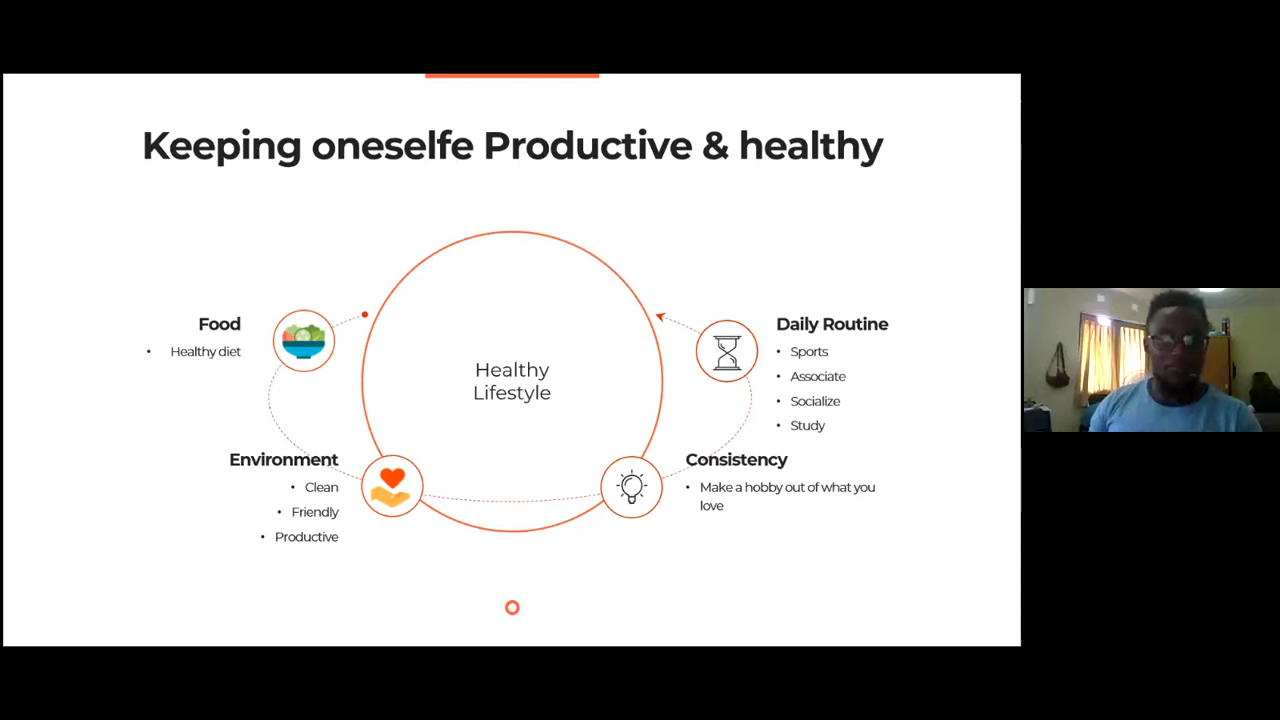 Keeping oneselfe Productive & healthy
Healthy
Lifestyle
Food
• Healthy diet
Environment
• Clean
• Friendly
• Productive
Daily Routine
• Sports
• Associate
• Socialize
• Study
Consistency
• Make a hobby out of what you
love